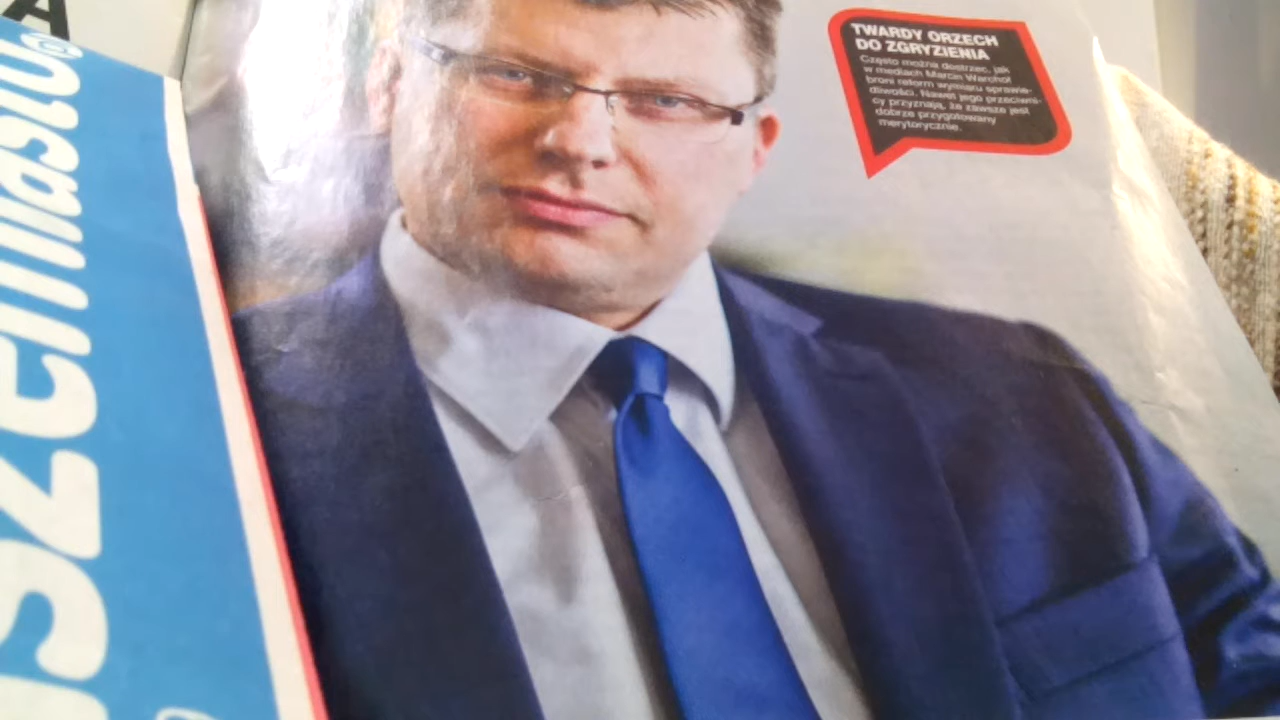 A
szemiasto
TWARDY ORZECH
DO ZGRYZIENIA
Często można dostrzec, jak
w mediach Marcin Warchoł
broni reform wymiaru sprawie-
dliwości. Nawet jego przeciwni-
cy przyznają, że zawsze jest
dobrze przygotowany
merytorycznie.